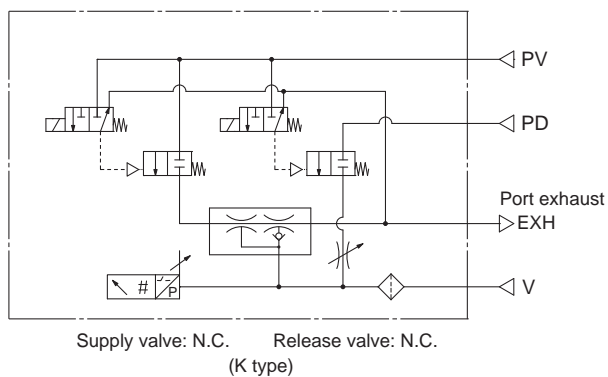 PV
PD
Port exhaust
EXH
# P
V
Supply valve: N.C. Release valve: N.C.
(K type)